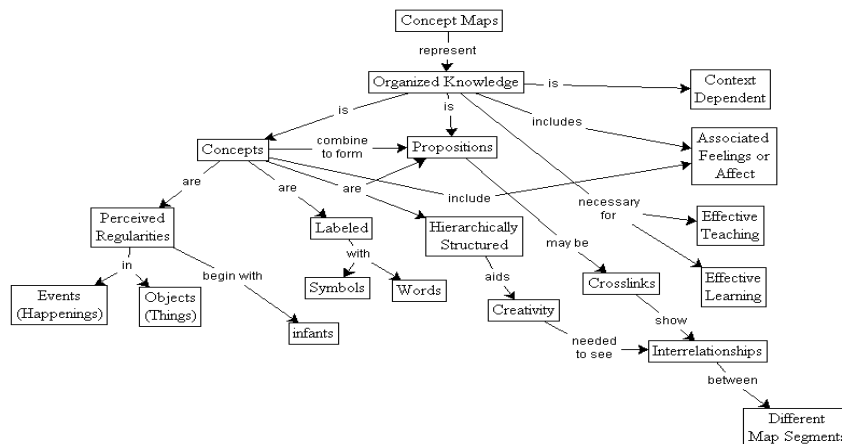 Concept Maps
represent
Organized Knowledge
is
Context
Dependent
is
is
includes
Concepts
combine
to form
Propositions
Associated
Feelings or
Affect
are
are
are
include
necessary
for
Perceived
Regularities
Labeled
Hierarchically
Structured
Effective
Teaching
in
begin with
with
aids
may be
Events
(Happenings)
Objects
(Things)
Symbols
Words
Crosslinks
Effective
Learning
infants
Creativity
show
needed
to see
Interrelationships
between
Different
Map Segments